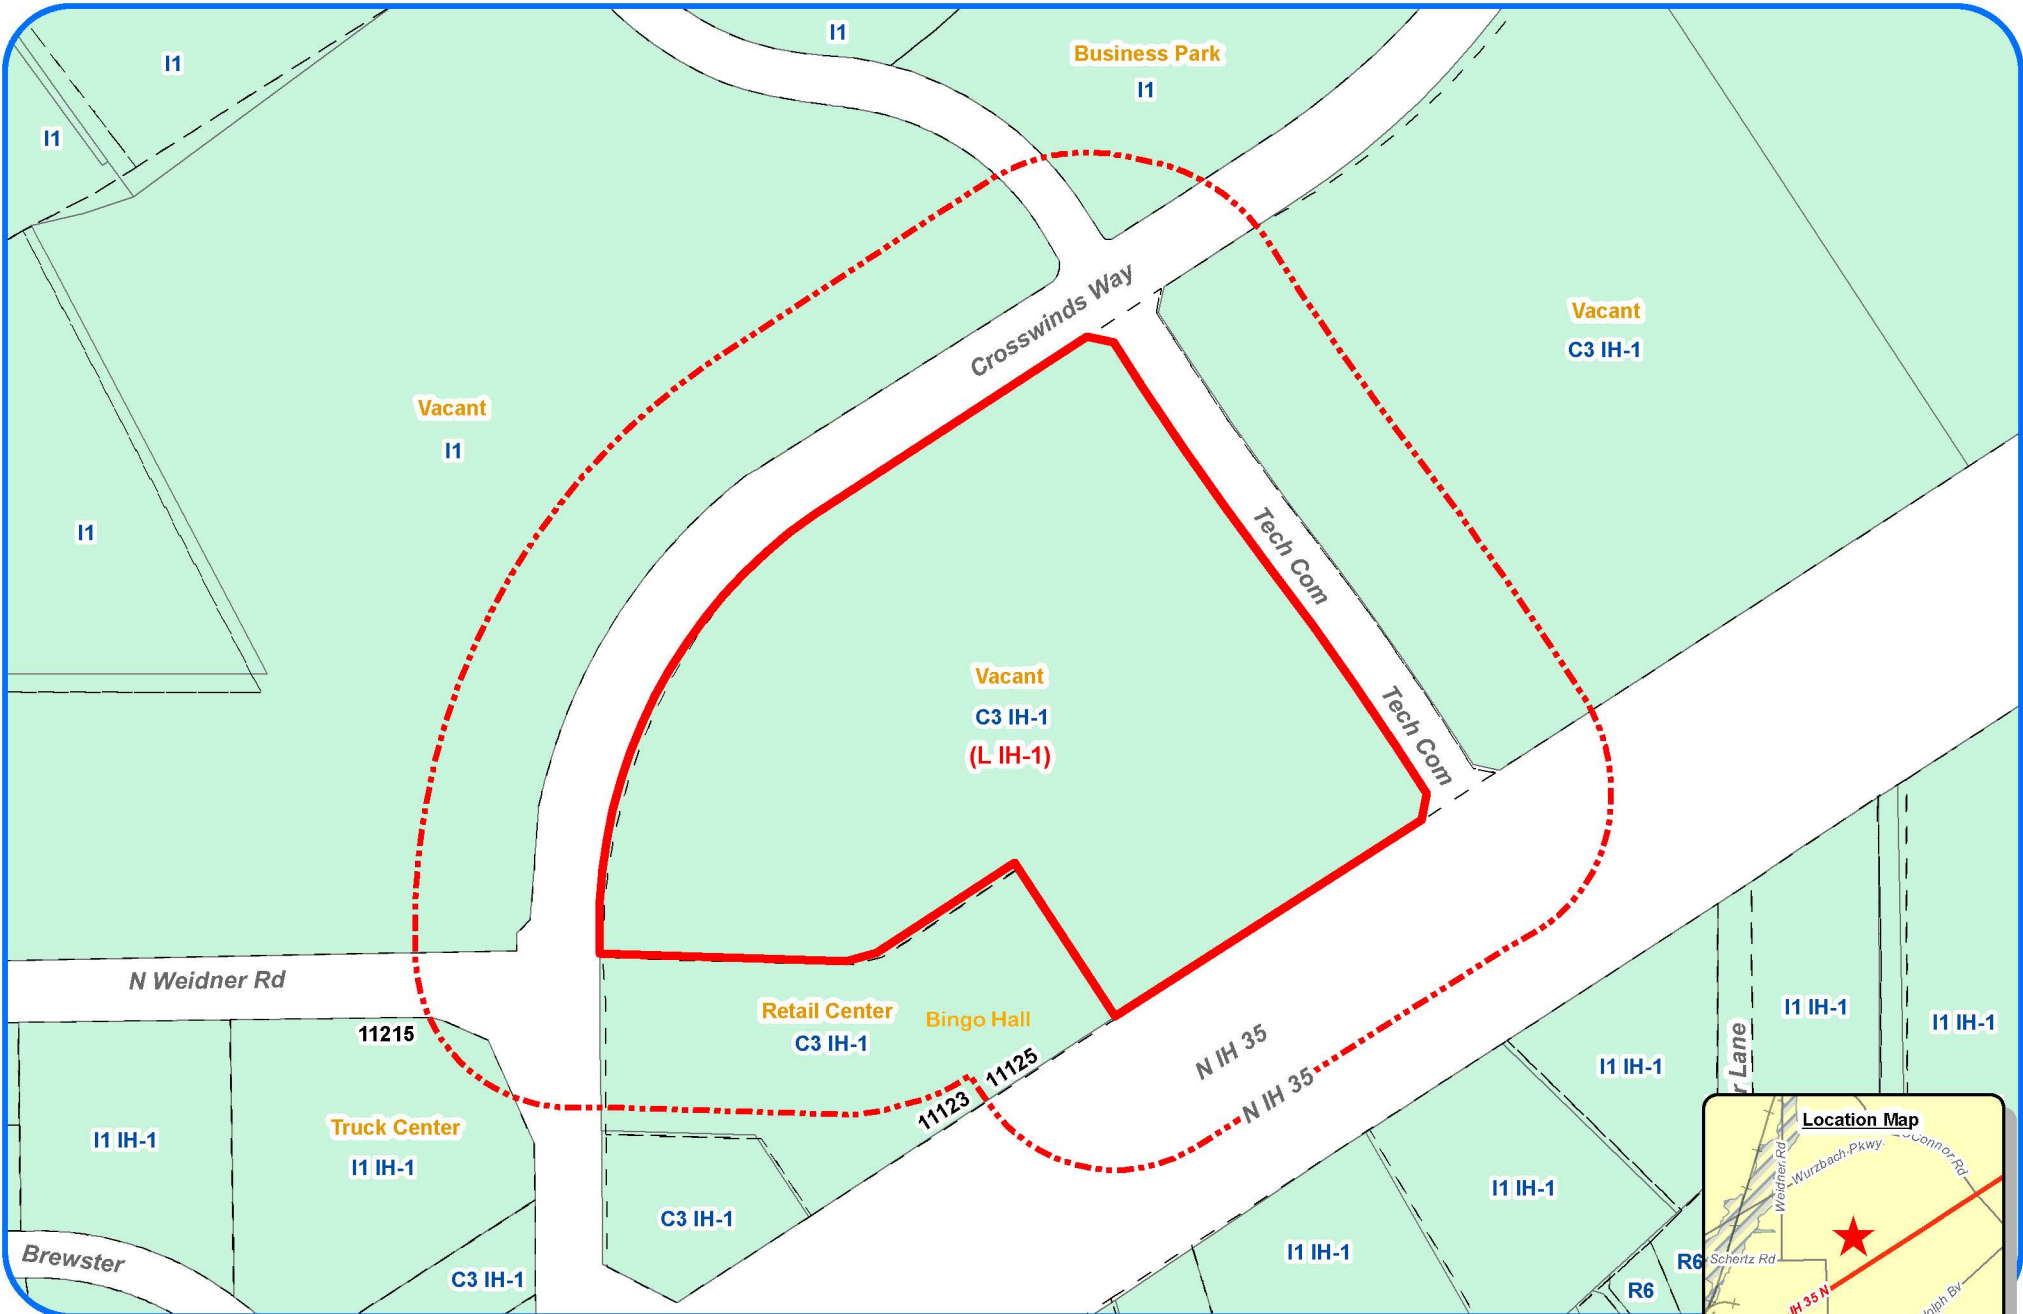 I1
Business Park
I1
I1
I1
Crosswinds Way
Vacant
C3 IH-1
Vacant
I1
I1
Tech Com
Vacant
C3 IH-1
(L IH-1)
Tech Com
N Weidner Rd
11215
Retail Center
C3 IH-1
Bingo Hall
11125
11123
N IH 35
N IH 35
I1 IH-1
I1 IH-1
I1 IH-1
r Lane
I1 IH-1
Truck Center
I1 IH-1
C3 IH-1
I1 IH-1
I1 IH-1
Brewster
C3 IH-1
R6
R6
Location Map
Weidner Rd
Wurzbach Pkwy.
Connor Rd
Schertz Rd
IH 35 N
olph Bv